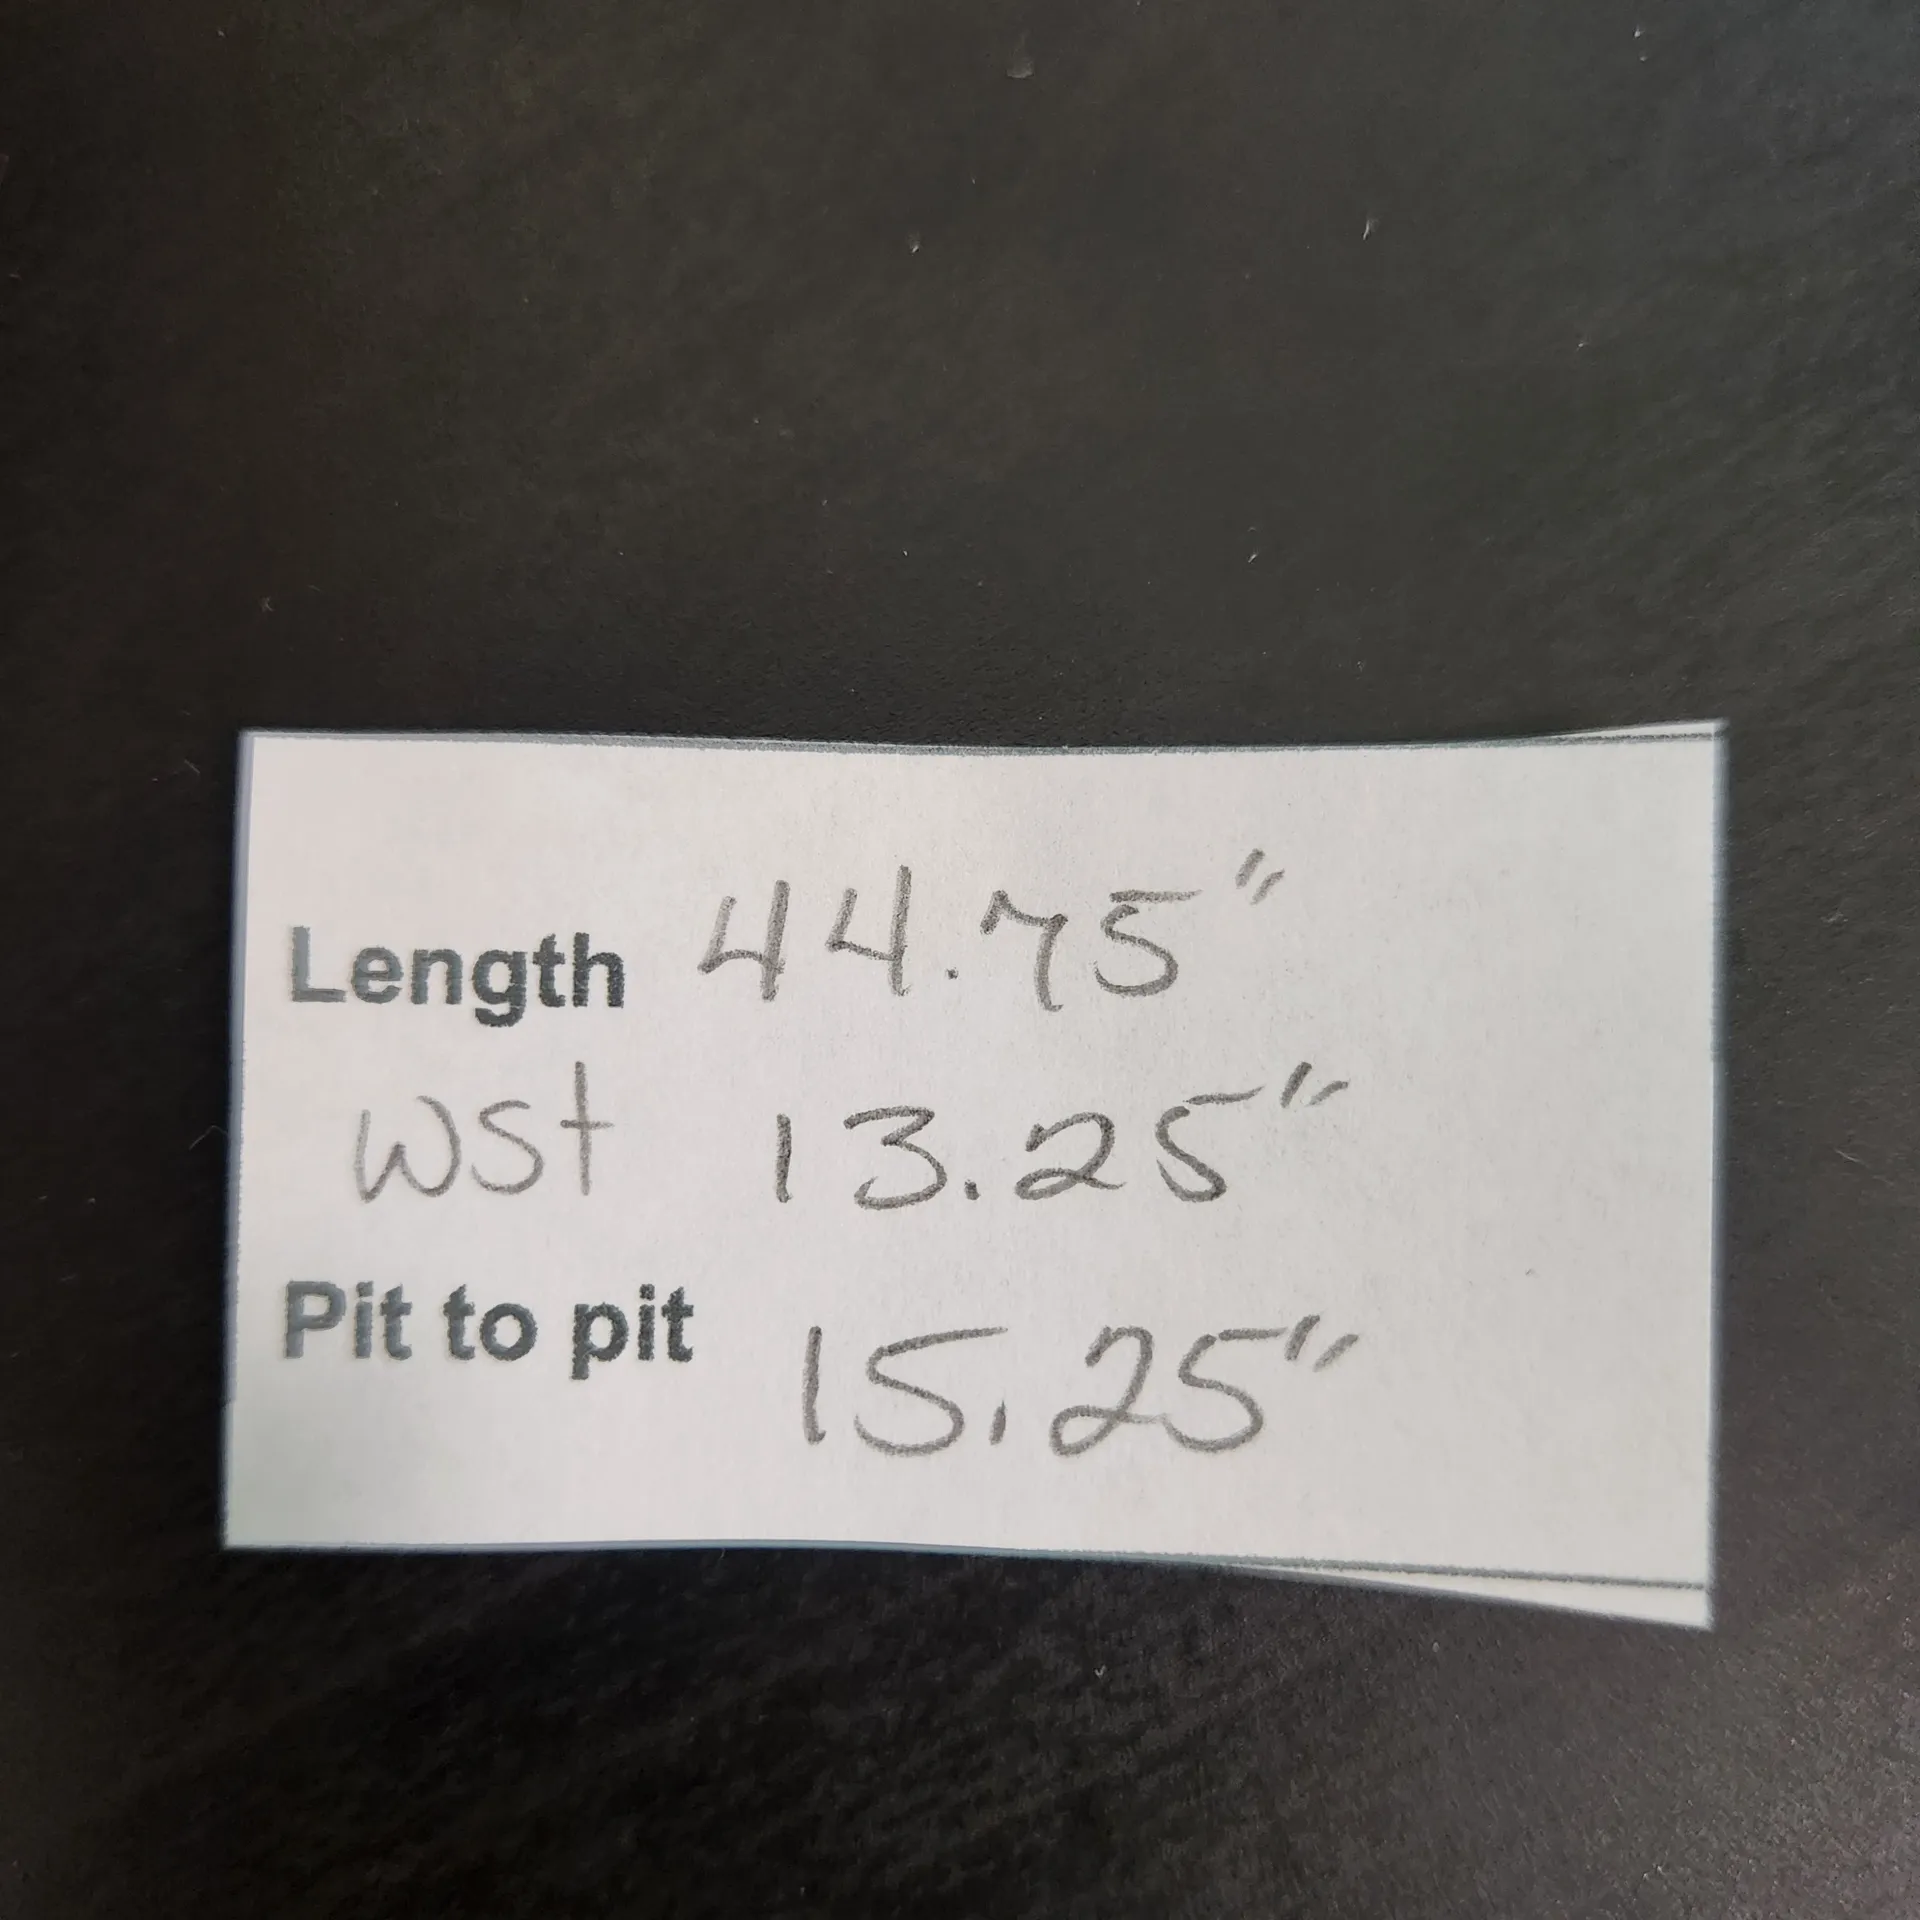 Length 44.75"
wst 13.25"
Pit to pit 15.25"